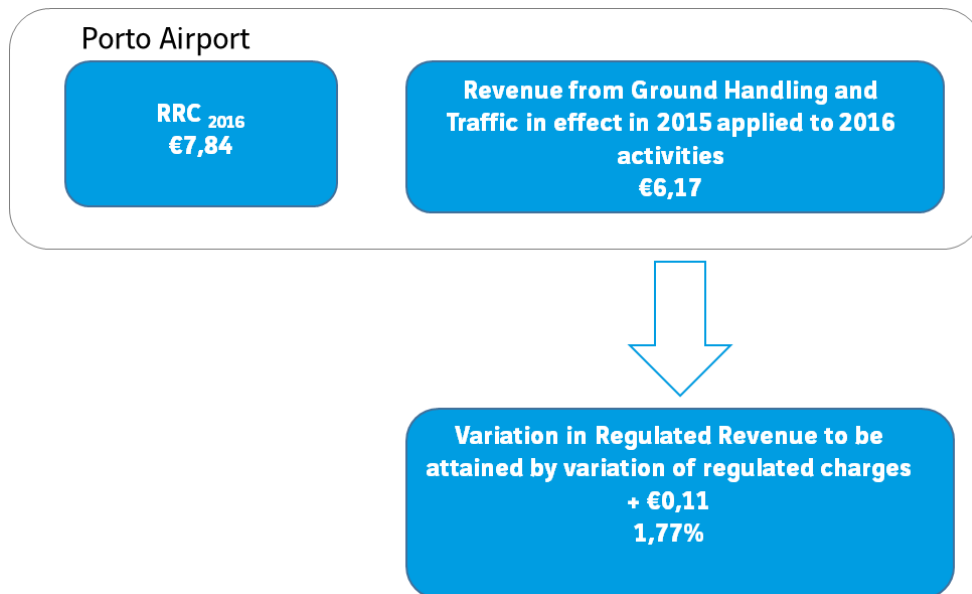 Porto Airport
RRC 2016
€7,84
Revenue from Ground Handling and
Traffic in effect in 2015 applied to 2016
activities
€6,17
Variation in Regulated Revenue to be
attained by variation of regulated charges
+ €0,11
1,77%